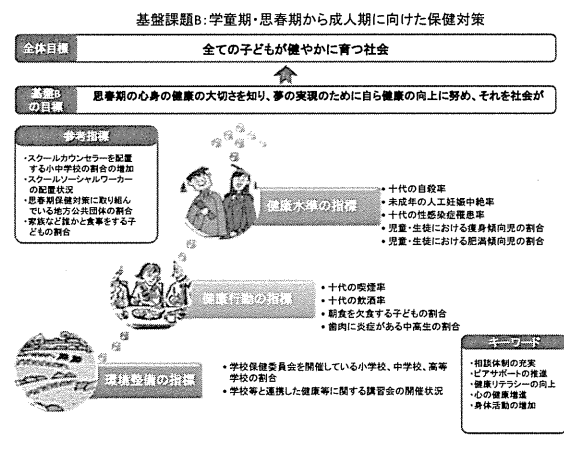 基盤課題B:学童期・思春期から成人期に向けた保健対策
全体目標
全ての子どもが健やかに育つ社会
基盤B
の目標
思春期の心身の健康の大切さを知り、夢の実現のために自ら健康の向上に努め、それを社会が
参考指標
・スクールカウンセラーを配置
する小中学校の割合の増加
・スクールソーシャルワーカー
の配置状況
・思春期保健対策に取り組ん
でいる地方公共団体の割合
・家族など誰かと食事をする子
どもの割合
健康水準の指標
• 十代の自殺率
• 未成年の人工妊娠中絶率
• 十代の性感染症罹患率
• 児童・生徒における痩身傾向児の割合
• 児童・生徒における肥満傾向児の割合
健康行動の指標
• 十代の喫煙率
• 十代の飲酒率
• 朝食を欠食する子どもの割合
• 歯肉に炎症がある中高生の割合
環境整備の指標
• 学校保健委員会を開催している小学校、中学校、高等
学校の割合
• 学校等と連携した健康等に関する講習会の開催状況
キーワード
・相談体制の充実
・ピアサポートの推進
・健康リテラシーの向上
・心の健康増進
・身体活動の増加